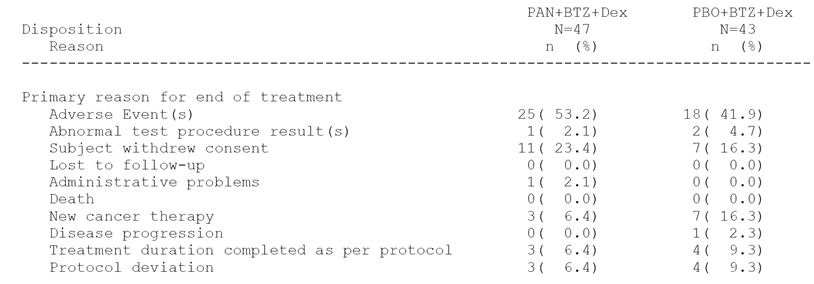 PAN+BTZ+Dex PBO+BTZ+Dex
Disposition N=47 N=43
Reason n (%) n (%)
Primary reason for end of treatment
Adverse Event(s) 25( 53.2) 18( 41.9)
Abnormal test procedure result(s) 1( 2.1) 2( 4.7)
Subject withdrew consent 11( 23.4) 7( 16.3)
Lost to follow-up 0( 0.0) 0( 0.0)
Administrative problems 1( 2.1) 0( 0.0)
Death 0( 0.0) 0( 0.0)
New cancer therapy 3( 6.4) 7( 16.3)
Disease progression 0( 0.0) 1( 2.3)
Treatment duration completed as per protocol 3( 6.4) 4( 9.3)
Protocol deviation 3( 6.4) 4( 9.3)